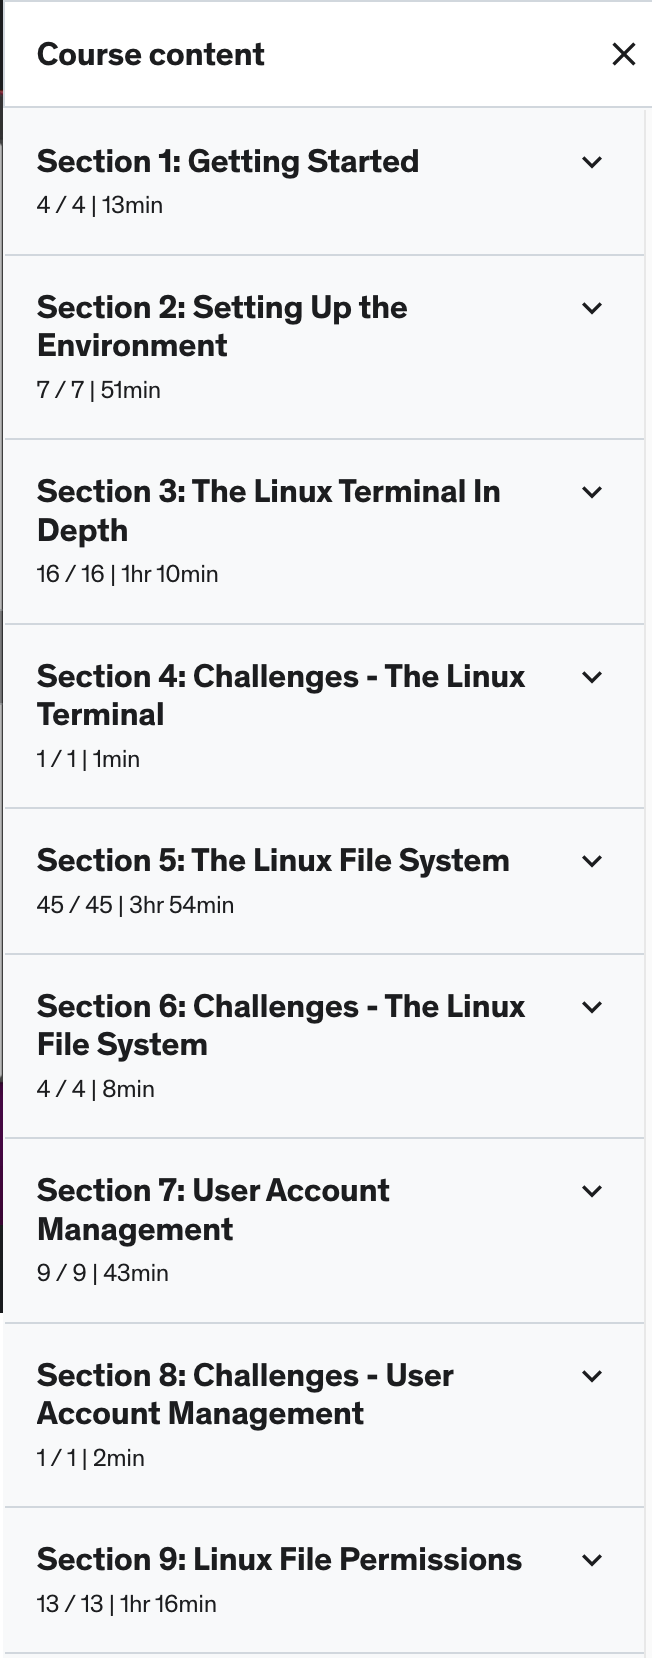 Course content
Section 1: Getting Started
4 / 4 | 13min
Section 2: Setting Up the
Environment
7 / 7 | 51min
Section 3: The Linux Terminal In
Depth
16 / 16 | 1hr 10min
Section 4: Challenges - The Linux
Terminal
1 / 1 | 1min
Section 5: The Linux File System
45 / 45 | 3hr 54min
Section 6: Challenges - The Linux
File System
4 / 4 | 8min
Section 7: User Account
Management
9 / 9 | 43min
Section 8: Challenges - User
Account Management
1 / 1 | 2min
Section 9: Linux File Permissions
13 / 13 | 1hr 16min